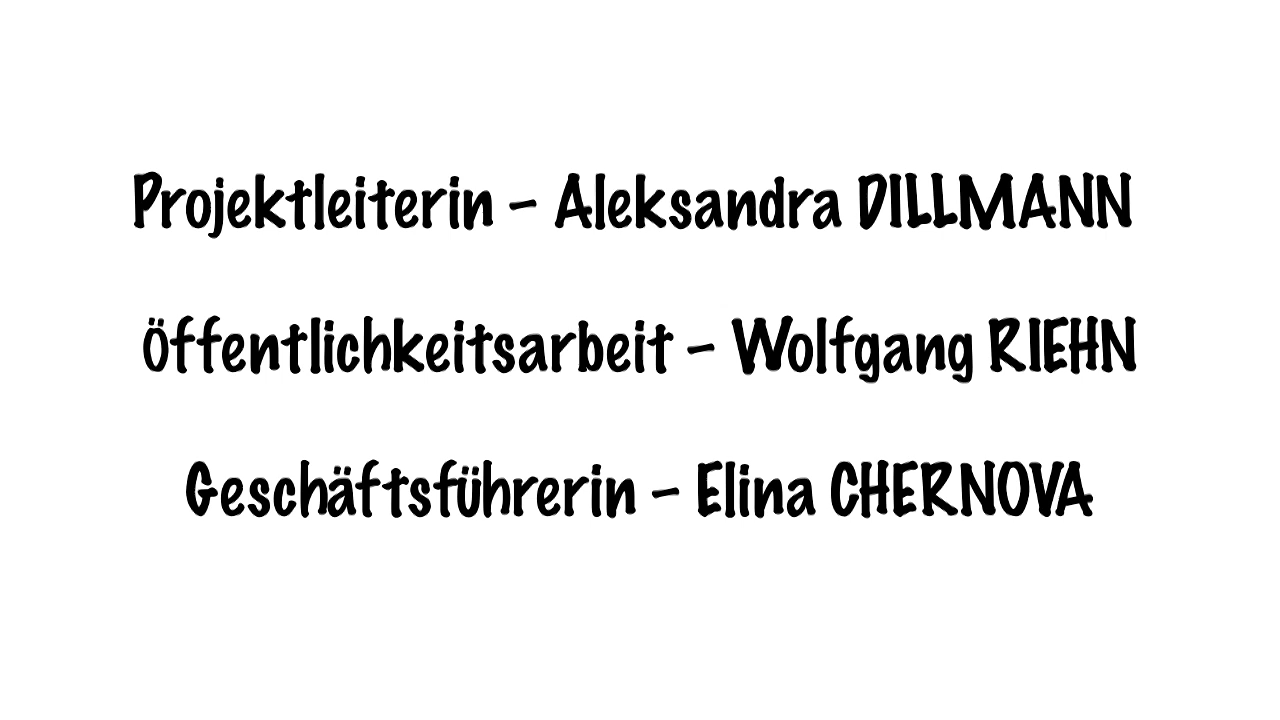 Projektleiterin – Aleksandra DILLMANN
Öffentlichkeitsarbeit – Wolfgang RIEHN
Geschäftsführerin – Elina CHERNOVA